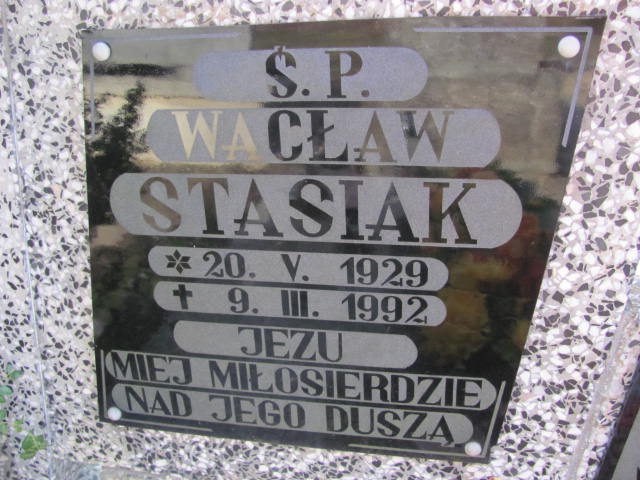 Ś.P.
WACŁAW
STASIAK
* 20. V. 1929
✝ 9. III. 1992
JEZU
MIEJ MIŁOSIERDZIE
NAD JEGO DUSZĄ